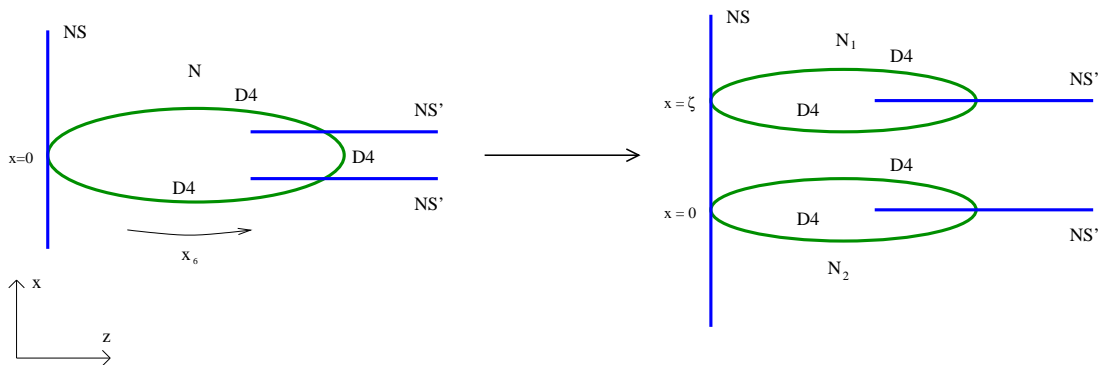 NS
N
D4
NS'
x=0
D4
D4
NS'
x 6
x
z
NS
N 1
D4
NS'
x = ζ
D4
D4
x = 0
D4
NS'
N 2